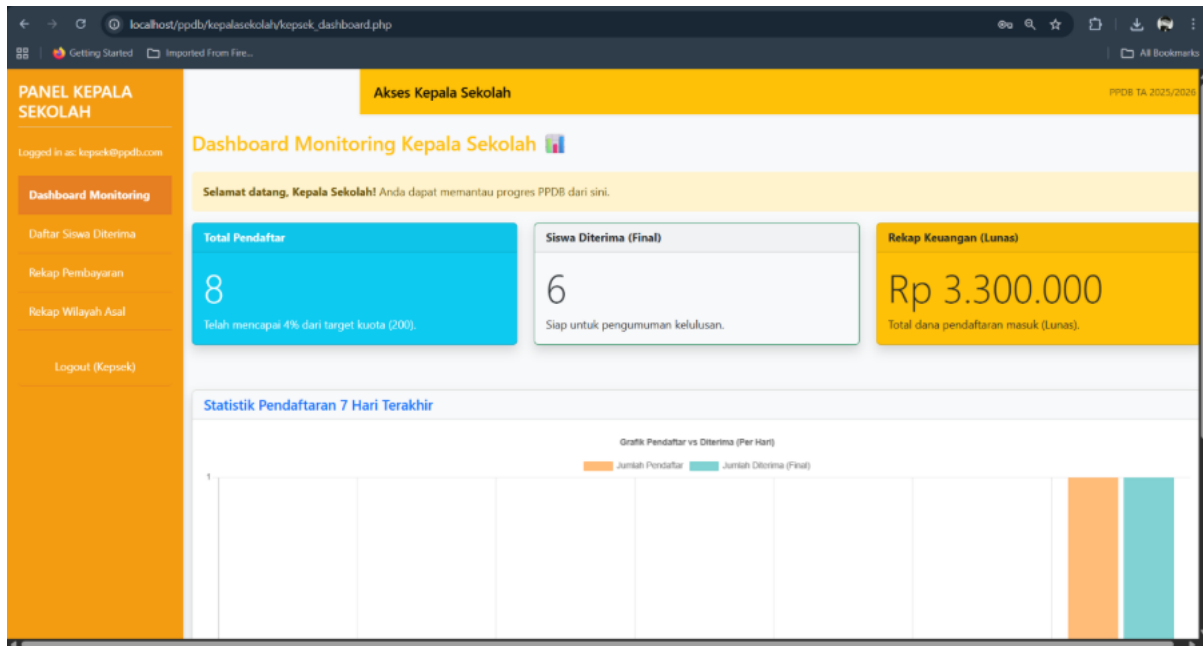 localhost/ppdb/kepalasekolah/kepsek_dashboard.php
Getting Started
Imported From Fire...
All Bookmarks
PANEL KEPALA
SEKOLAH
Logged in as: kepsek@ppdb.com
Dashboard Monitoring
Daftar Siswa Diterima
Rekap Pembayaran
Rekap Wilayah Asal
Logout (Kepsek)
Akses Kepala Sekolah
PPDB TA 2025/2026
Dashboard Monitoring Kepala Sekolah
Selamat datang, Kepala Sekolah! Anda dapat memantau progres PPDB dari sini.
Total Pendaftar
8
Telah mencapai 4% dari target kuota (200).
Siswa Diterima (Final)
6
Siap untuk pengumuman kelulusan.
Rekap Keuangan (Lunas)
Rp 3.300.000
Total dana pendaftaran masuk (Lunas).
Statistik Pendaftaran 7 Hari Terakhir
Grafik Pendaftar vs Diterima (Per Hari)
Jumlah Pendaftar
Jumlah Diterima (Final)
1